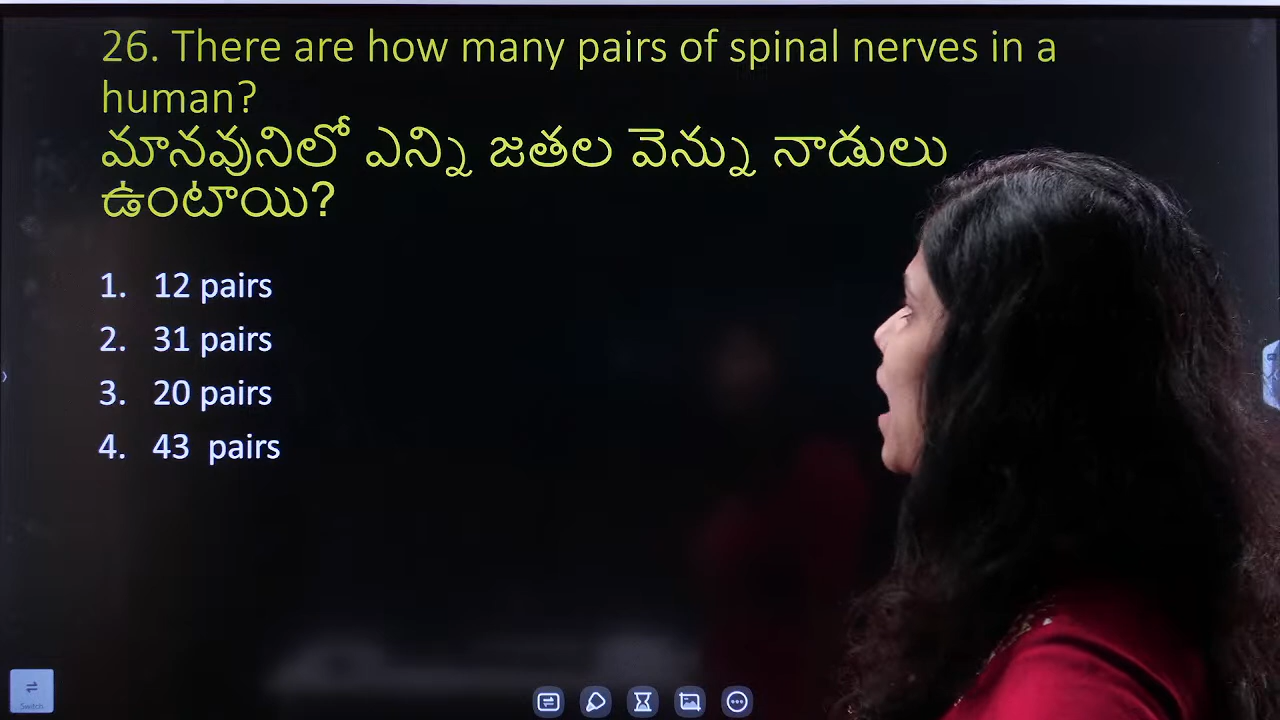 26. There are how many pairs of spinal nerves in a
human?
మానవునిలో ఎన్ని జతల వెన్ను నాడులు
ఉంటాయి?
1. 12 pairs
2. 31 pairs
3. 20 pairs
4. 43 pairs
Switch